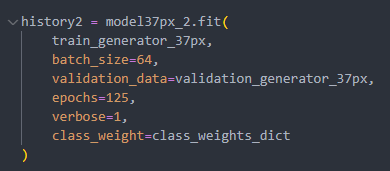 history2 = model37px_2.fit(
train_generator_37px,
batch_size=64,
validation_data=validation_generator_37px,
epochs=125,
verbose=1,
class_weight=class_weights_dict
)